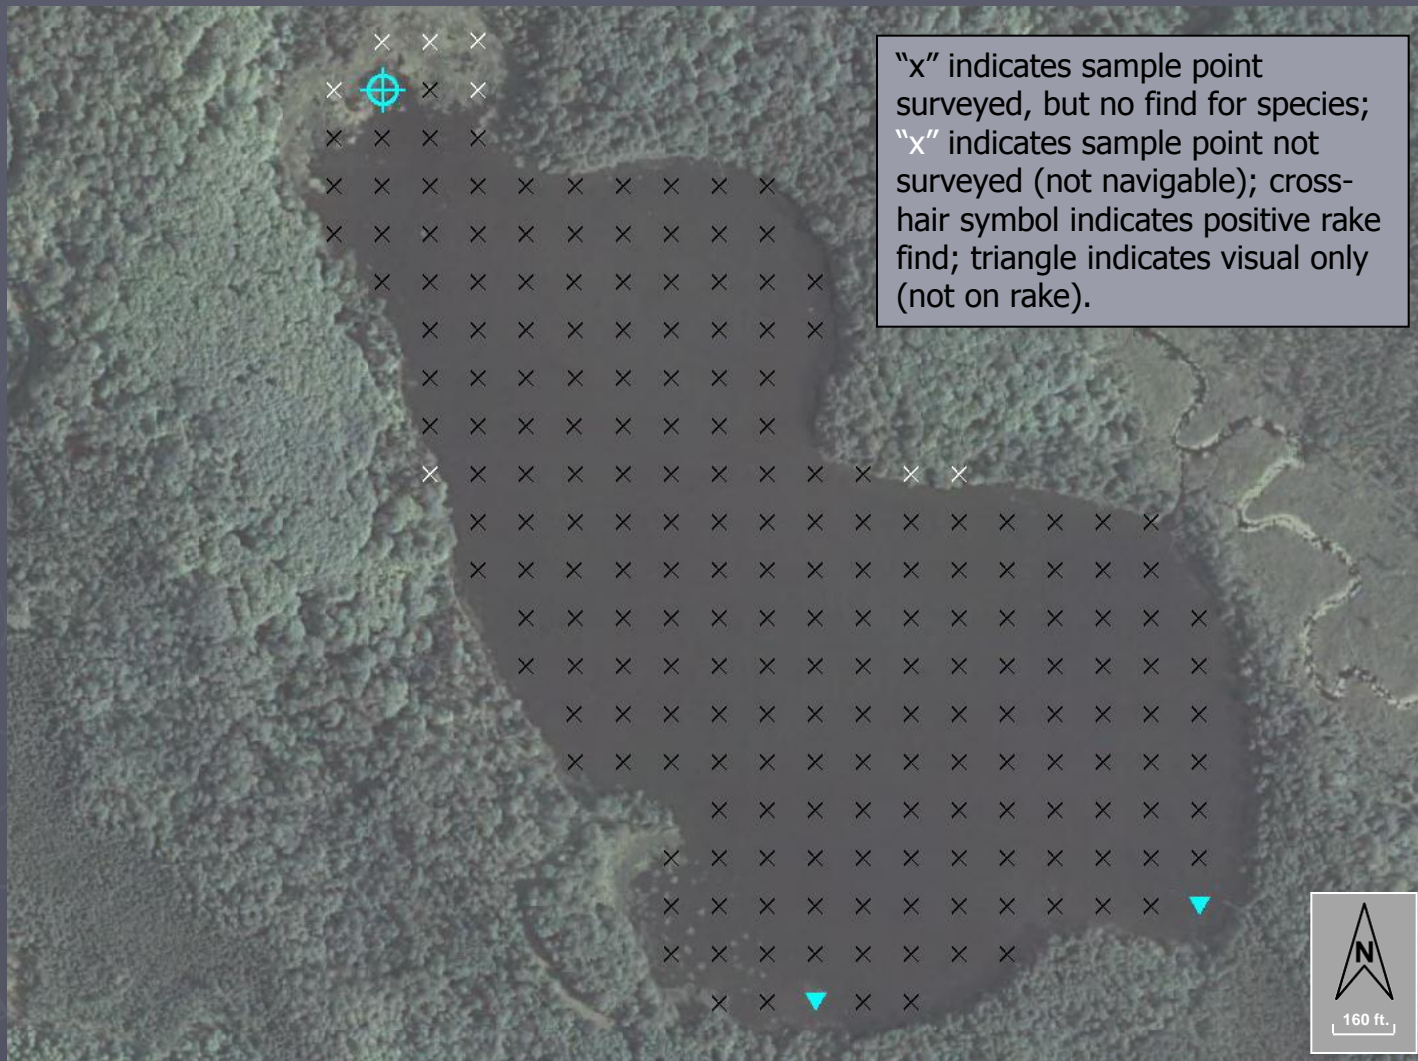 “x” indicates sample point
surveyed, but no find for species;
“x” indicates sample point not
surveyed (not navigable); cross-
hair symbol indicates positive rake
find; triangle indicates visual only
(not on rake).
N
160 ft.